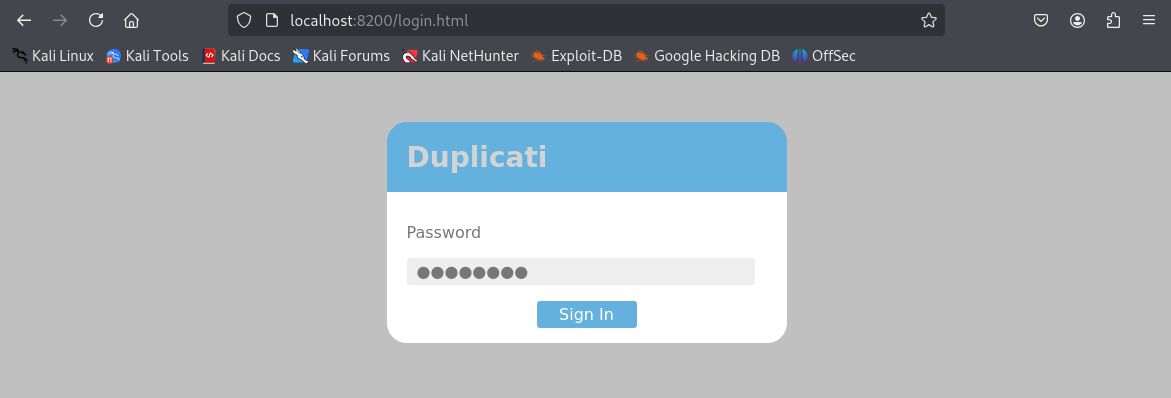 localhost:8200/login.html
Kali Linux Kali Tools Kali Docs Kali Forums Kali NetHunter Exploit-DB Google Hacking DB OffSec
Duplicati
Password
●●●●●●●●
Sign In